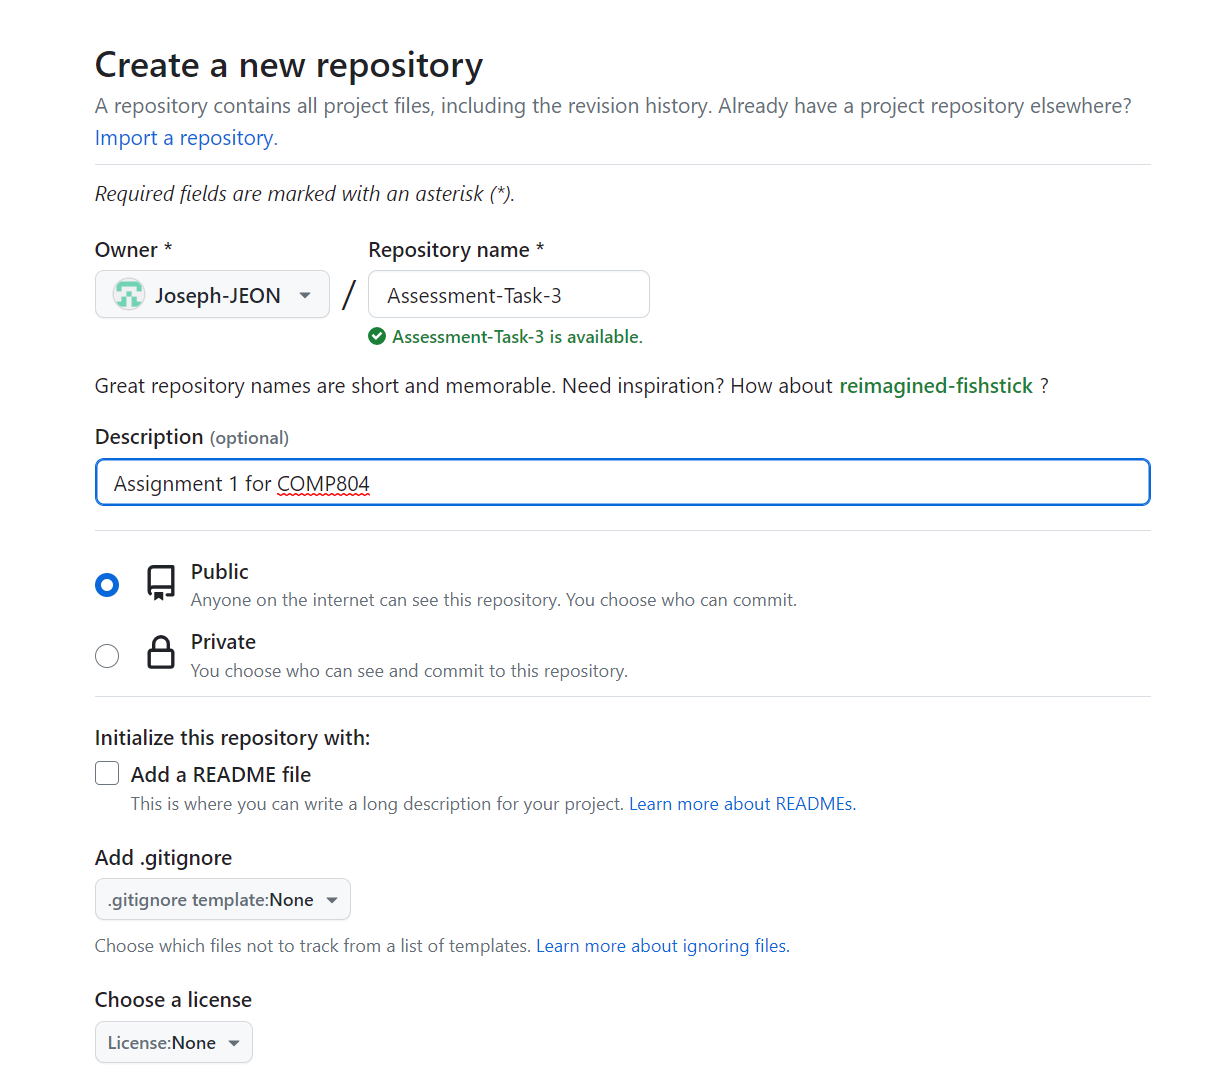 Create a new repository
A repository contains all project files, including the revision history. Already have a project repository elsewhere?
Import a repository.
Required fields are marked with an asterisk (*).
Owner * Repository name *
Joseph-JEON / Assessment-Task-3
Assessment-Task-3 is available.
Great repository names are short and memorable. Need inspiration? How about reimagined-fishstick ?
Description (optional)
Assignment 1 for COMP804
Public
Anyone on the internet can see this repository. You choose who can commit.
Private
You choose who can see and commit to this repository.
Initialize this repository with:
Add a README file
This is where you can write a long description for your project. Learn more about READMEs.
Add .gitignore
.gitignore template:None
Choose which files not to track from a list of templates. Learn more about ignoring files.
Choose a license
License:None